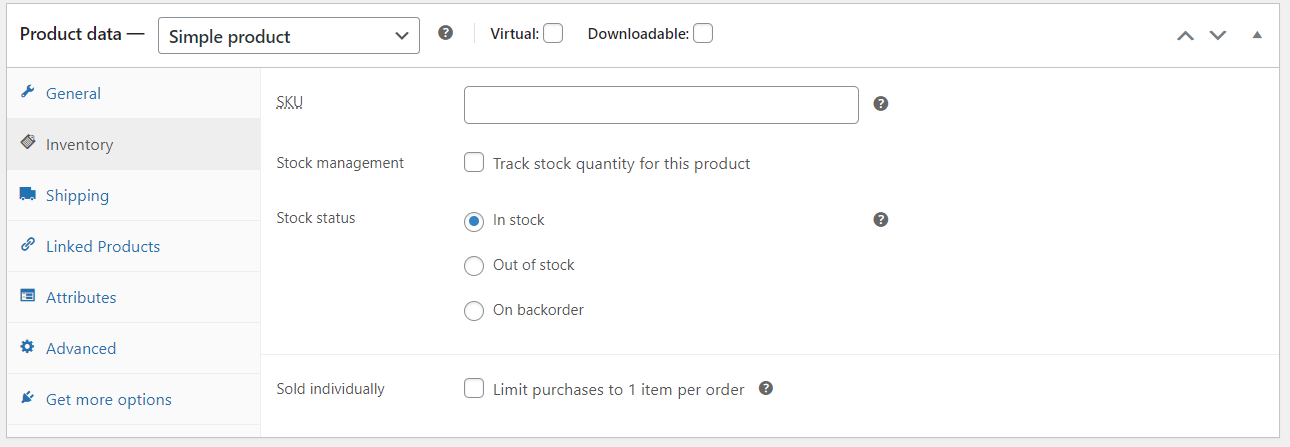 Product data — Simple product ? Virtual: Downloadable:
General
Inventory
Shipping
Linked Products
Attributes
Advanced
Get more options
SKU ?
Stock management Track stock quantity for this product
Stock status In stock ?
Out of stock
On backorder
Sold individually Limit purchases to 1 item per order ?